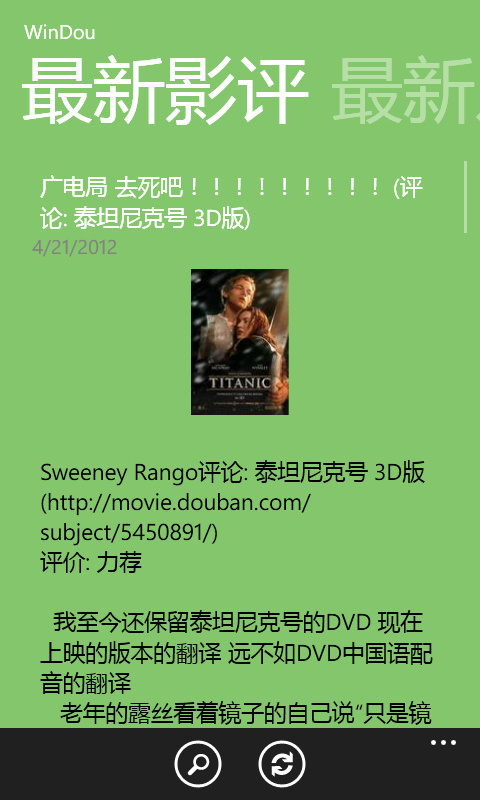 WinDou
最新影评 最新
广电局 去死吧！！！！！！！！！(评
论: 泰坦尼克号 3D版)
4/21/2012
TITANIC
Sweeney Rango评论: 泰坦尼克号 3D版
(http://movie.douban.com/
subject/5450891/)
评价: 力荐
我至今还保留泰坦尼克号的DVD 现在
上映的版本的翻译 远不如DVD中国语配
音的翻译
老年的露丝看着镜子的自己说“只是镜